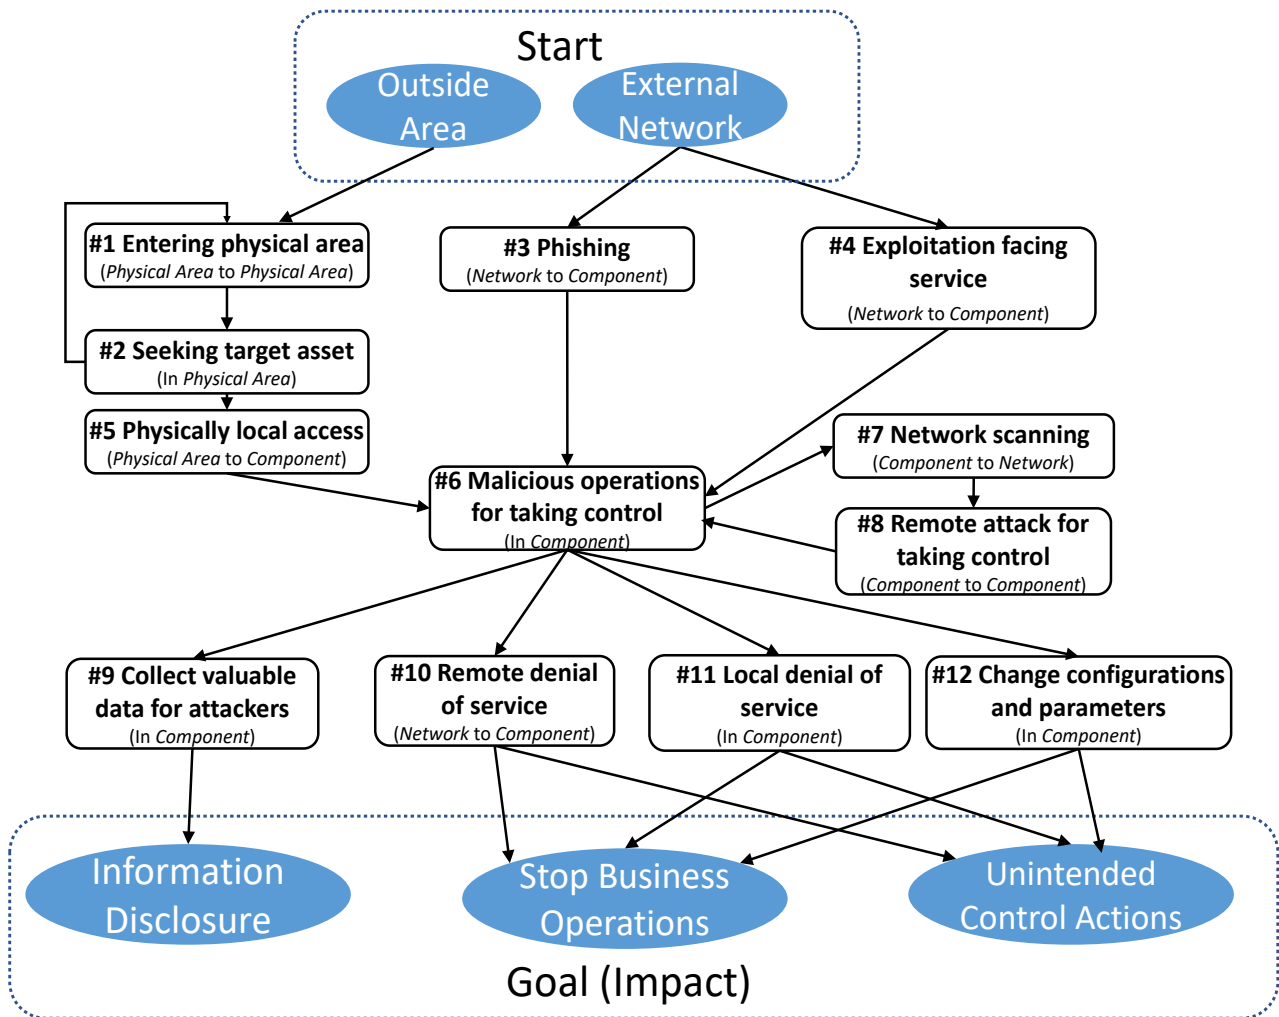 Start
Outside
Area
External
Network
#1 Entering physical area
(Physical Area to Physical Area)
#3 Phishing
(Network to Component)
#4 Exploitation facing
service
(Network to Component)
#2 Seeking target asset
(In Physical Area)
#5 Physically local access
(Physical Area to Component)
#7 Network scanning
(Component to Network)
#6 Malicious operations
for taking control
(In Component)
#8 Remote attack for
taking control
(Component to Component)
#9 Collect valuable
data for attackers
(In Component)
#10 Remote denial
of service
(Network to Component)
#11 Local denial of
service
(In Component)
#12 Change configurations
and parameters
(In Component)
Information
Disclosure
Stop Business
Operations
Unintended
Control Actions
Goal (Impact)